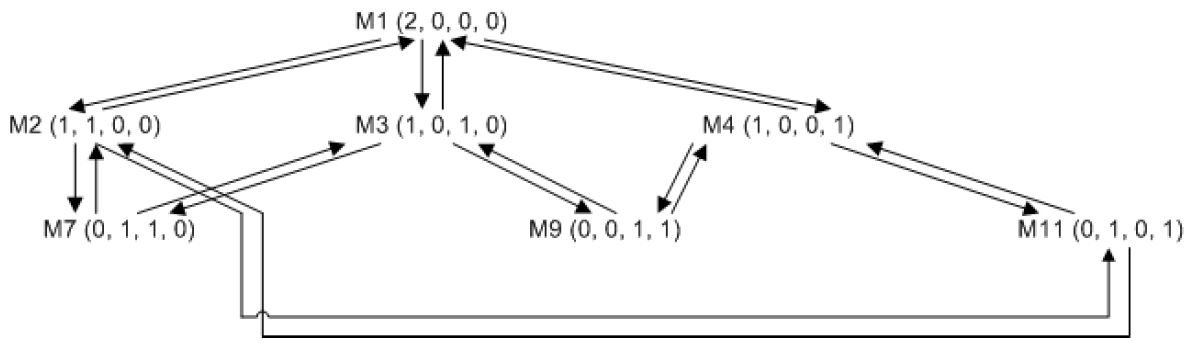 M1 (2, 0, 0, 0)
M2 (1, 1, 0, 0) M3 (1, 0, 1, 0) M4 (1, 0, 0, 1)
M7 (0, 1, 1, 0) M9 (0, 0, 1, 1) M11 (0, 1, 0, 1)